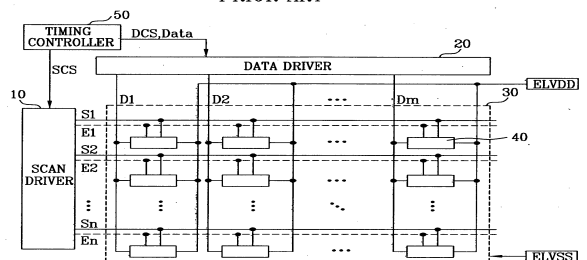 PRIOR ART
50
TIMING CONTROLLER
DCS,Data
20
SCS
DATA DRIVER
10
D1 D2 Dm 30 ELVDD
S1
E1 40
S2
SCAN DRIVER
E2
Sn
En
ELVSS